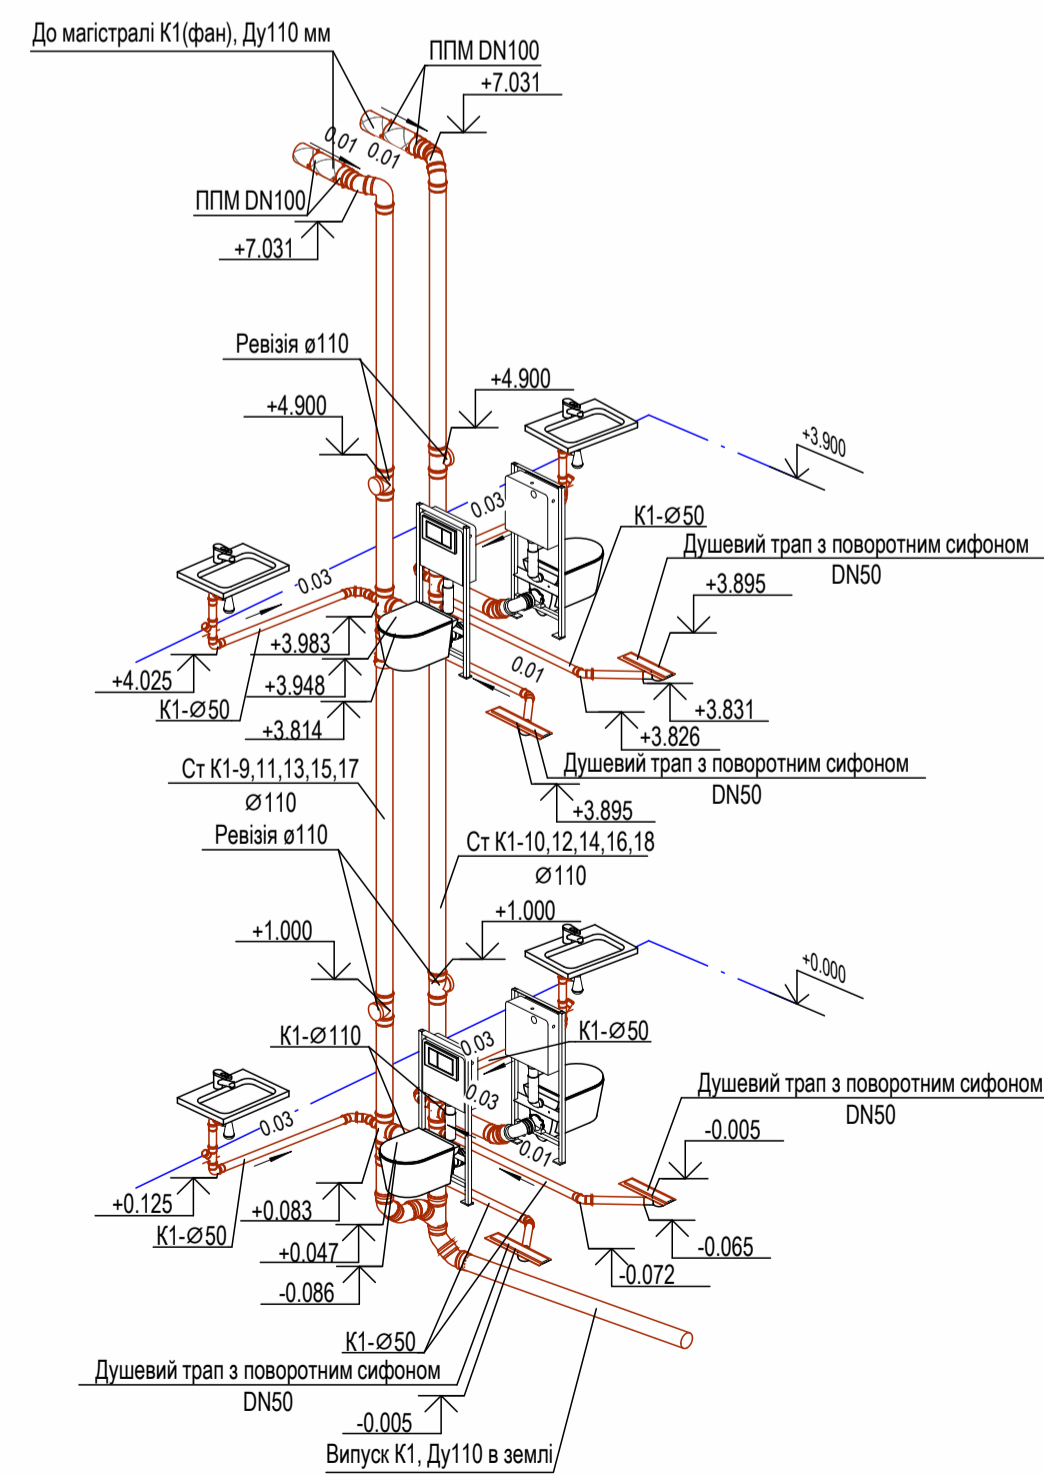 До магістралі К1(фан), Ду110 мм
ППМ DN100
+7.031
0.01
0.01
ППМ DN100
+7.031
Ревізія ø110
+4.900
+4.900
+3.900
0.03
К1-Ø50
Душевий трап з поворотним сифоном
DN50
0.03
+3.895
+3.983
0.01
+4.025
+3.948
К1-Ø50
+3.831
+3.814
+3.826
Душевий трап з поворотним сифоном
DN50
Ст К1-9,11,13,15,17
Ø110
+3.895
Ревізія ø110
Ст К1-10,12,14,16,18
Ø110
+1.000
+1.000
+0.000
К1-Ø110
0.03
К1-Ø50
Душевий трап з поворотним сифоном
DN50
0.03
0.03
-0.005
0.01
+0.125
+0.083
К1-Ø50
+0.047
-0.065
-0.072
-0.086
К1-Ø50
Душевий трап з поворотним сифоном
DN50
-0.005
Випуск К1, Ду110 в землі